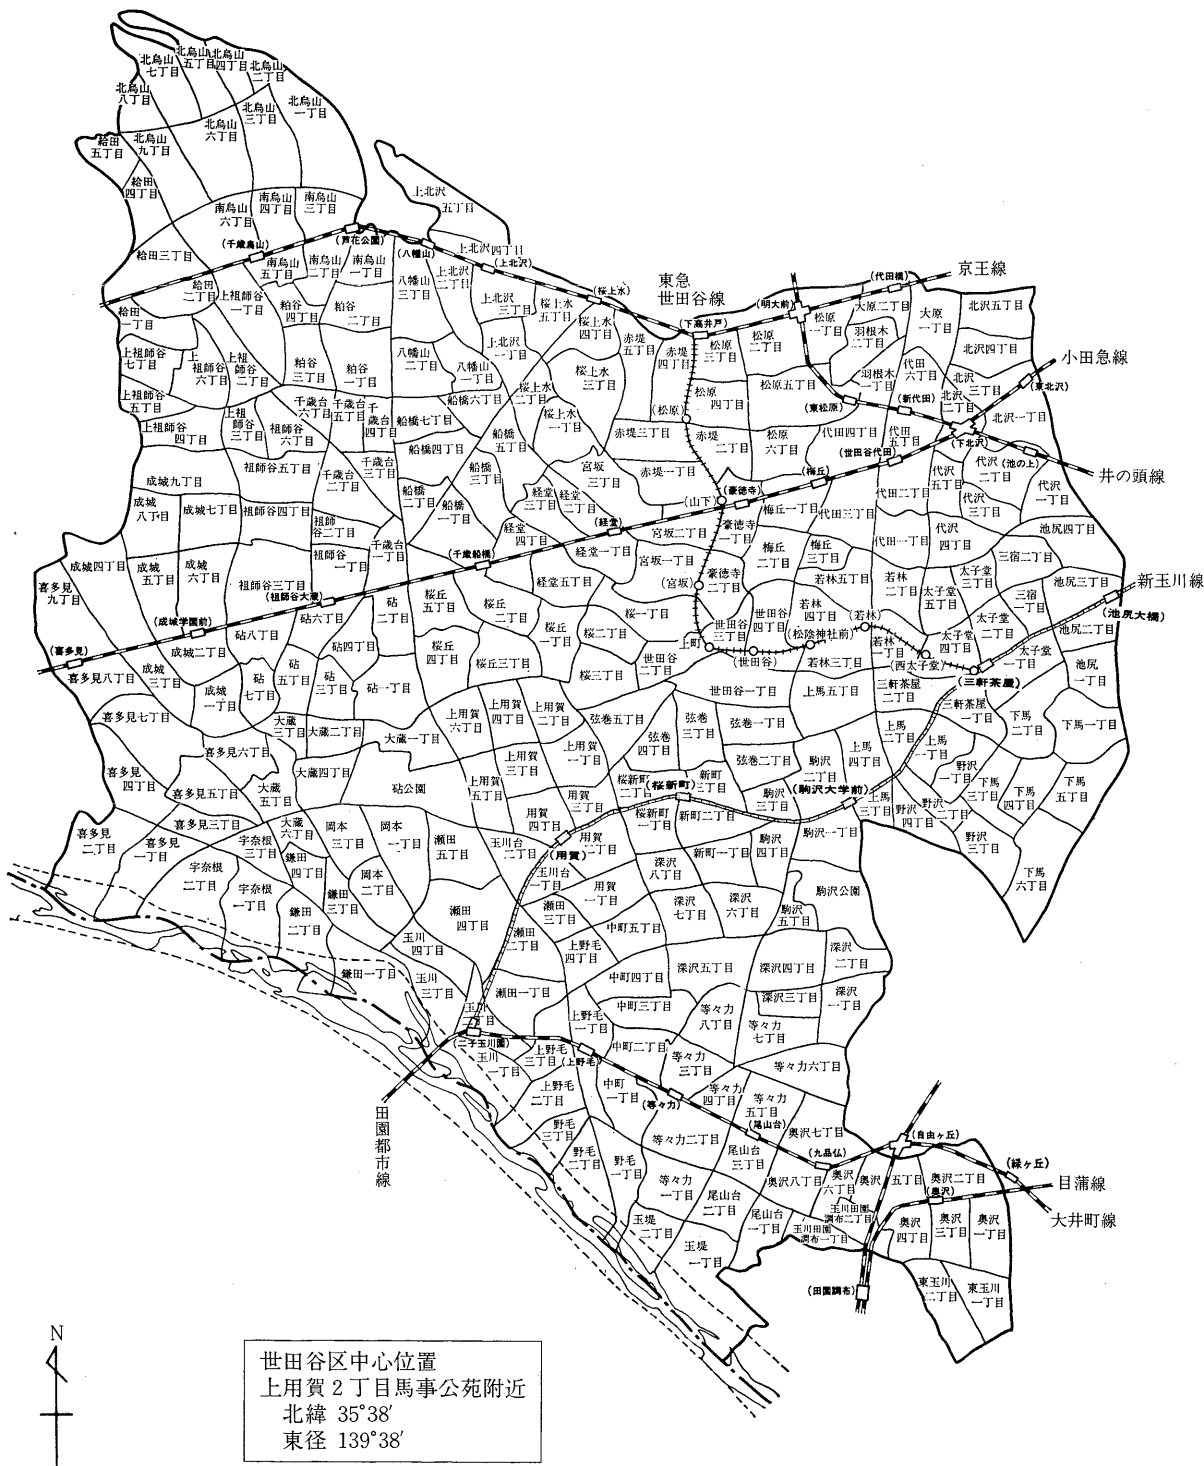 北烏山
七丁目
北烏山
五丁目
北烏山
四丁目
北烏山
二丁目
北烏山
八丁目
北烏山
三丁目
北烏山
一丁目
北烏山
六丁目
北烏山
九丁目
給田
五丁目
給田
四丁目
上北沢
五丁目
南烏山
六丁目
南烏山
四丁目
南烏山
三丁目
(千歳烏山)
(芦花公園)
(八幡山)
上北沢
四丁目
(上北沢)
給田三丁目
南烏山
五丁目
南烏山
二丁目
南烏山
一丁目
八幡山
三丁目
上北沢
二丁目
上北沢
三丁目
(桜上水)
桜上水
五丁目
桜上水
四丁目
東急
世田谷線
(下高井戸)
(明大前)
(代田橋)
京王線
給田
二丁目
給田
一丁目
上祖師谷
一丁目
粕谷
四丁目
粕谷
二丁目
上北沢
一丁目
赤堤
五丁目
赤堤
四丁目
松原
三丁目
松原
二丁目
松原
一丁目
大原二丁目
大原
一丁目
北沢五丁目
羽根木
二丁目
北沢四丁目
小田急線
上祖師谷
七丁目
上
祖師谷
六丁目
上祖
師谷
二丁目
粕谷
三丁目
粕谷
一丁目
八幡山
二丁目
八幡山
一丁目
桜上水
三丁目
桜上水
二丁目
桜上水
一丁目
松原五丁目
羽根木
一丁目
代田
六丁目
北沢
三丁目
(東北沢)
北沢
二丁目
上祖師谷
五丁目
上祖師谷
四丁目
上祖
師谷
三丁目
祖師谷
六丁目
千歳台
六丁目
千歳台
五丁目
千
歳台
四丁目
船橋七丁目
船橋六丁目
船橋
五丁目
船橋四丁目
(松原)
松原
四丁目
(東松原)
(新代田)
北沢一丁目
赤堤三丁目
赤堤
二丁目
松原
六丁目
代田四丁目
代田
五丁目
(下北沢)
(世田谷代田)
井の頭線
祖師谷五丁目
千歳台
三丁目
千歳台
二丁目
船橋
三丁目
宮坂
三丁目
赤堤一丁目
(梅丘)
代沢
五丁目
代沢
二丁目
(池の上)
代沢
一丁目
成城九丁目
成城
八丁目
成城七丁目
祖師谷四丁目
船橋
二丁目
船橋
一丁目
経堂
三丁目
経堂
二丁目
(山下)
(豪徳寺)
梅丘一丁目
代田二丁目
代沢
三丁目
祖師
谷二丁目
経堂
四丁目
(経堂)
宮坂二丁目
豪徳寺
一丁目
代田三丁目
代田一丁目
代沢
四丁目
池尻四丁目
成城四丁目
成城
五丁目
成城
六丁目
祖師谷
一丁目
千歳台
一丁目
(千歳船橋)
経堂一丁目
宮坂一丁目
梅丘
二丁目
梅丘
三丁目
三宿二丁目
新玉川線
喜多見
九丁目
祖師谷三丁目
(祖師谷大蔵)
経堂五丁目
(宮坂)
豪徳寺
二丁目
若林五丁目
若林
二丁目
太子堂
三丁目
太子堂
五丁目
三宿
一丁目
池尻三丁目
(池尻大橋)
砧六丁目
砧
二丁目
桜丘
五丁目
桜丘
二丁目
桜一丁目
世田谷
三丁目
世田谷
四丁目
若林
四丁目
(若林)
太子堂
二丁目
池尻二丁目
(成城学園前)
砧八丁目
砧四丁目
桜丘
四丁目
桜丘
一丁目
桜二丁目
上町
(松陰神社前)
若林
一丁目
太子堂
四丁目
太子堂
一丁目
(喜多見)
成城二丁目
成城
三丁目
砧
五丁目
砧
三丁目
桜丘三丁目
桜三丁目
世田谷
二丁目
(世田谷)
若林三丁目
(西太子堂)
(三軒茶屋)
池尻
一丁目
喜多見八丁目
成城
一丁目
砧
七丁目
砧一丁目
世田谷一丁目
上馬五丁目
三軒茶屋
二丁目
三軒茶屋
一丁目
喜多見七丁目
大蔵
三丁目
大蔵二丁目
大蔵一丁目
上用賀
六丁目
上用賀
四丁目
上用賀
二丁目
弦巻五丁目
弦巻
三丁目
弦巻一丁目
上馬
二丁目
下馬
二丁目
下馬一丁目
喜多見六丁目
上用賀
三丁目
上用賀
一丁目
弦巻
四丁目
弦巻二丁目
上馬
四丁目
上馬
一丁目
喜多見
四丁目
大蔵四丁目
砧公園
上用賀
五丁目
桜新町
二丁目
(桜新町)
新町
三丁目
駒沢
二丁目
(駒沢大学前)
野沢
一丁目
下馬
三丁目
下馬
四丁目
下馬
五丁目
喜多見五丁目
大蔵
五丁目
用賀
三丁目
駒沢
三丁目
上馬
三丁目
野沢
四丁目
野沢
二丁目
野沢
三丁目
喜多見
二丁目
喜多見三丁目
喜多見
一丁目
大蔵
六丁目
岡本
三丁目
岡本
一丁目
瀬田
五丁目
用賀
四丁目
(用賀)
用賀
二丁目
桜新町
一丁目
新町二丁目
駒沢一丁目
下馬
六丁目
宇奈根
三丁目
鎌田
四丁目
玉川台
二丁目
玉川台
一丁目
新町一丁目
駒沢
四丁目
深沢
八丁目
宇奈根
二丁目
宇奈根
一丁目
鎌田
三丁目
岡本
二丁目
瀬田
四丁目
用賀
一丁目
瀬田
三丁目
深沢
七丁目
深沢
六丁目
駒沢公園
駒沢
五丁目
鎌田
二丁目
瀬田
二丁目
中町五丁目
玉川
四丁目
上野毛
四丁目
深沢五丁目
深沢四丁目
深沢
二丁目
鎌田一丁目
玉川
三丁目
瀬田一丁目
中町四丁目
中町三丁目
深沢三丁目
深沢
一丁目
玉川
二丁目
上野毛
一丁目
等々力
八丁目
等々力
七丁目
(二子玉川園)
玉川
一丁目
上野毛
三丁目
(上野毛)
中町二丁目
等々力
三丁目
等々力六丁目
上野毛
二丁目
中町
一丁目
(等々力)
等々力
四丁目
等々力
五丁目
(尾山台)
田園都市線
野毛
三丁目
野毛
二丁目
野毛
一丁目
等々力二丁目
尾山台
三丁目
奥沢七丁目
(九品仏)
(自由ヶ丘)
(緑ヶ丘)
等々力
一丁目
尾山台
二丁目
奥沢八丁目
奥沢
六丁目
奥沢
五丁目
奥沢二丁目
(奥沢)
目蒲線
大井町線
玉堤
二丁目
玉堤
一丁目
尾山台
一丁目
玉川田園
調布二丁目
玉川田園
調布一丁目
奥沢
四丁目
奥沢
三丁目
奥沢
一丁目
(田園調布)
東玉川
二丁目
東玉川
一丁目
N
世田谷区中心位置
上用賀2丁目馬事公苑附近
北緯 35°38′
東径 139°38′